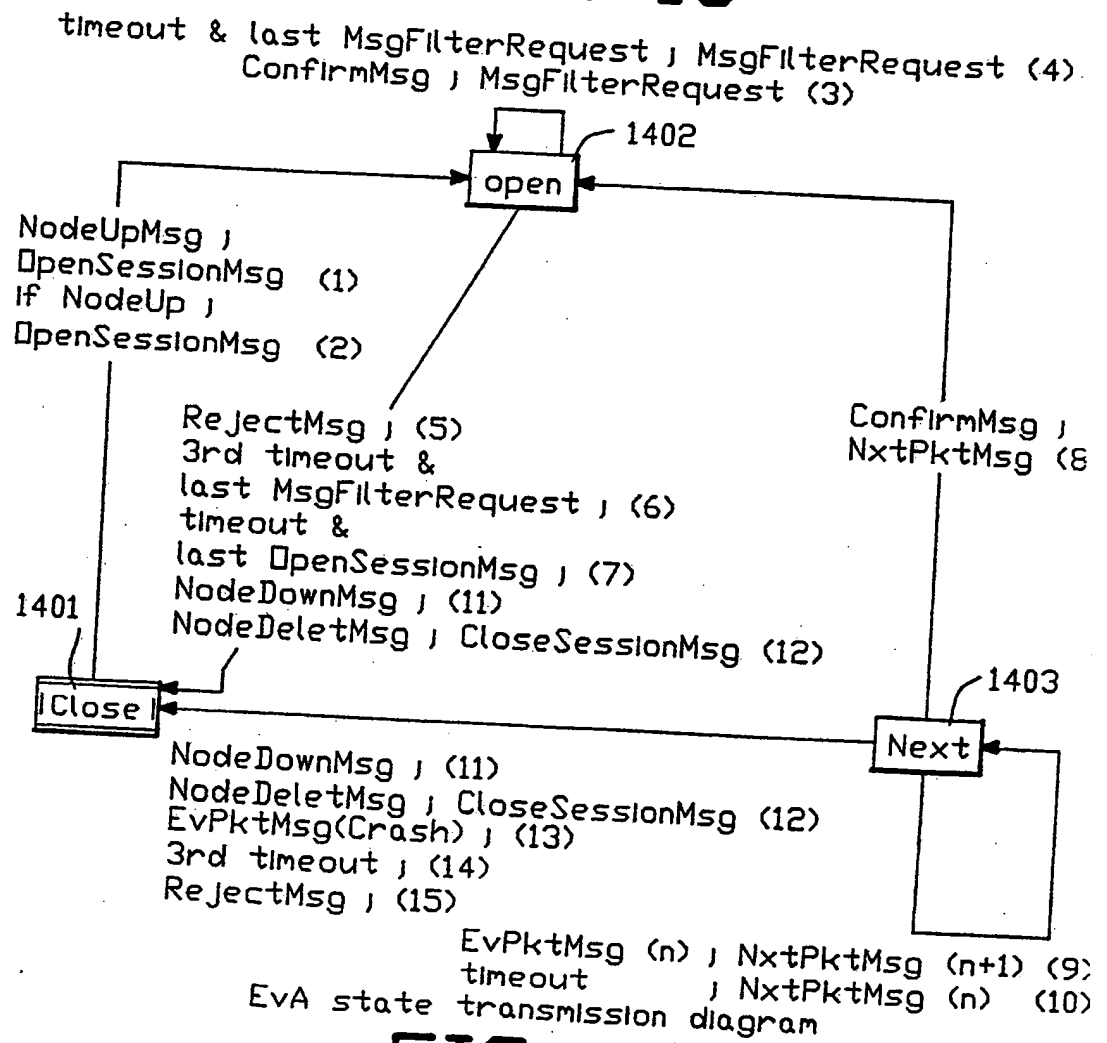 timeout & last MsgFilterRequest ; MsgFilterRequest (4)
ConfirmMsg ; MsgFilterRequest (3)
1402
open
NodeUpMsg ;
OpenSessionMsg (1)
If NodeUp ;
OpenSessionMsg (2)
RejectMsg ; (5)
3rd timeout &
last MsgFilterRequest ; (6)
timeout &
last OpenSessionMsg ; (7)
NodeDownMsg ; (11)
NodeDeletMsg ; CloseSessionMsg (12)
ConfirmMsg ;
NxtPktMsg (8
1401
Close
1403
Next
NodeDownMsg ; (11)
NodeDeletMsg ; CloseSessionMsg (12)
EvPktMsg(Crash) ; (13)
3rd timeout ; (14)
RejectMsg ; (15)
EvPktMsg (n) ; NxtPktMsg (n+1) (9)
timeout ; NxtPktMsg (n) (10)
EvA state transmission diagram